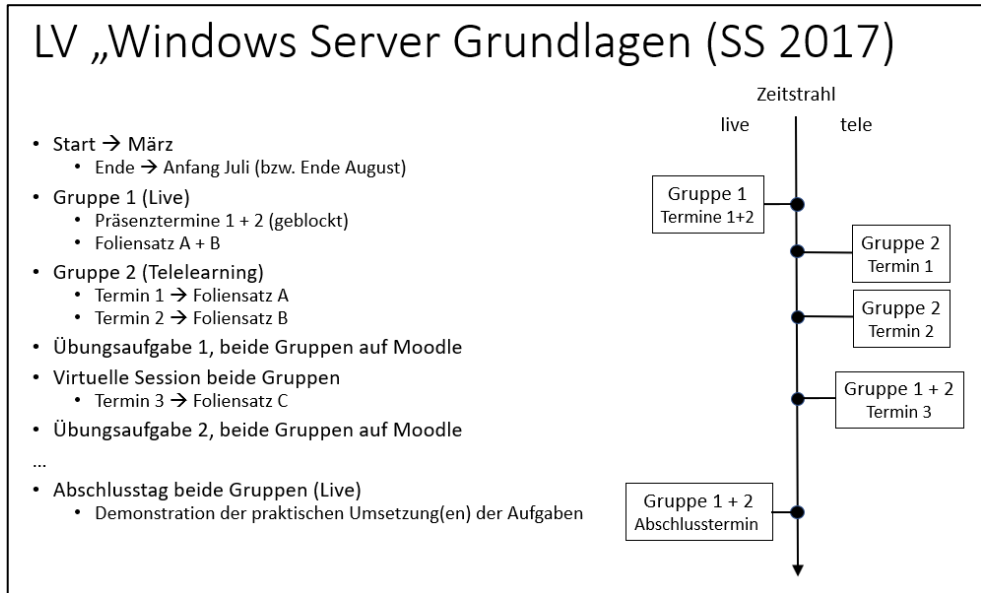 LV „Windows Server Grundlagen (SS 2017)
• Start → März
• Ende → Anfang Juli (bzw. Ende August)
• Gruppe 1 (Live)
• Präsenztermine 1 + 2 (geblockt)
• Foliensatz A + B
• Gruppe 2 (Telelearning)
• Termin 1 → Foliensatz A
• Termin 2 → Foliensatz B
• Übungsaufgabe 1, beide Gruppen auf Moodle
• Virtuelle Session beide Gruppen
• Termin 3 → Foliensatz C
• Übungsaufgabe 2, beide Gruppen auf Moodle
...
• Abschlusstag beide Gruppen (Live)
• Demonstration der praktischen Umsetzung(en) der Aufgaben
Zeitstrahl
live tele
Gruppe 1
Termine 1+2
Gruppe 2
Termin 1
Gruppe 2
Termin 2
Gruppe 1 + 2
Termin 3
Gruppe 1 + 2
Abschlusstermin